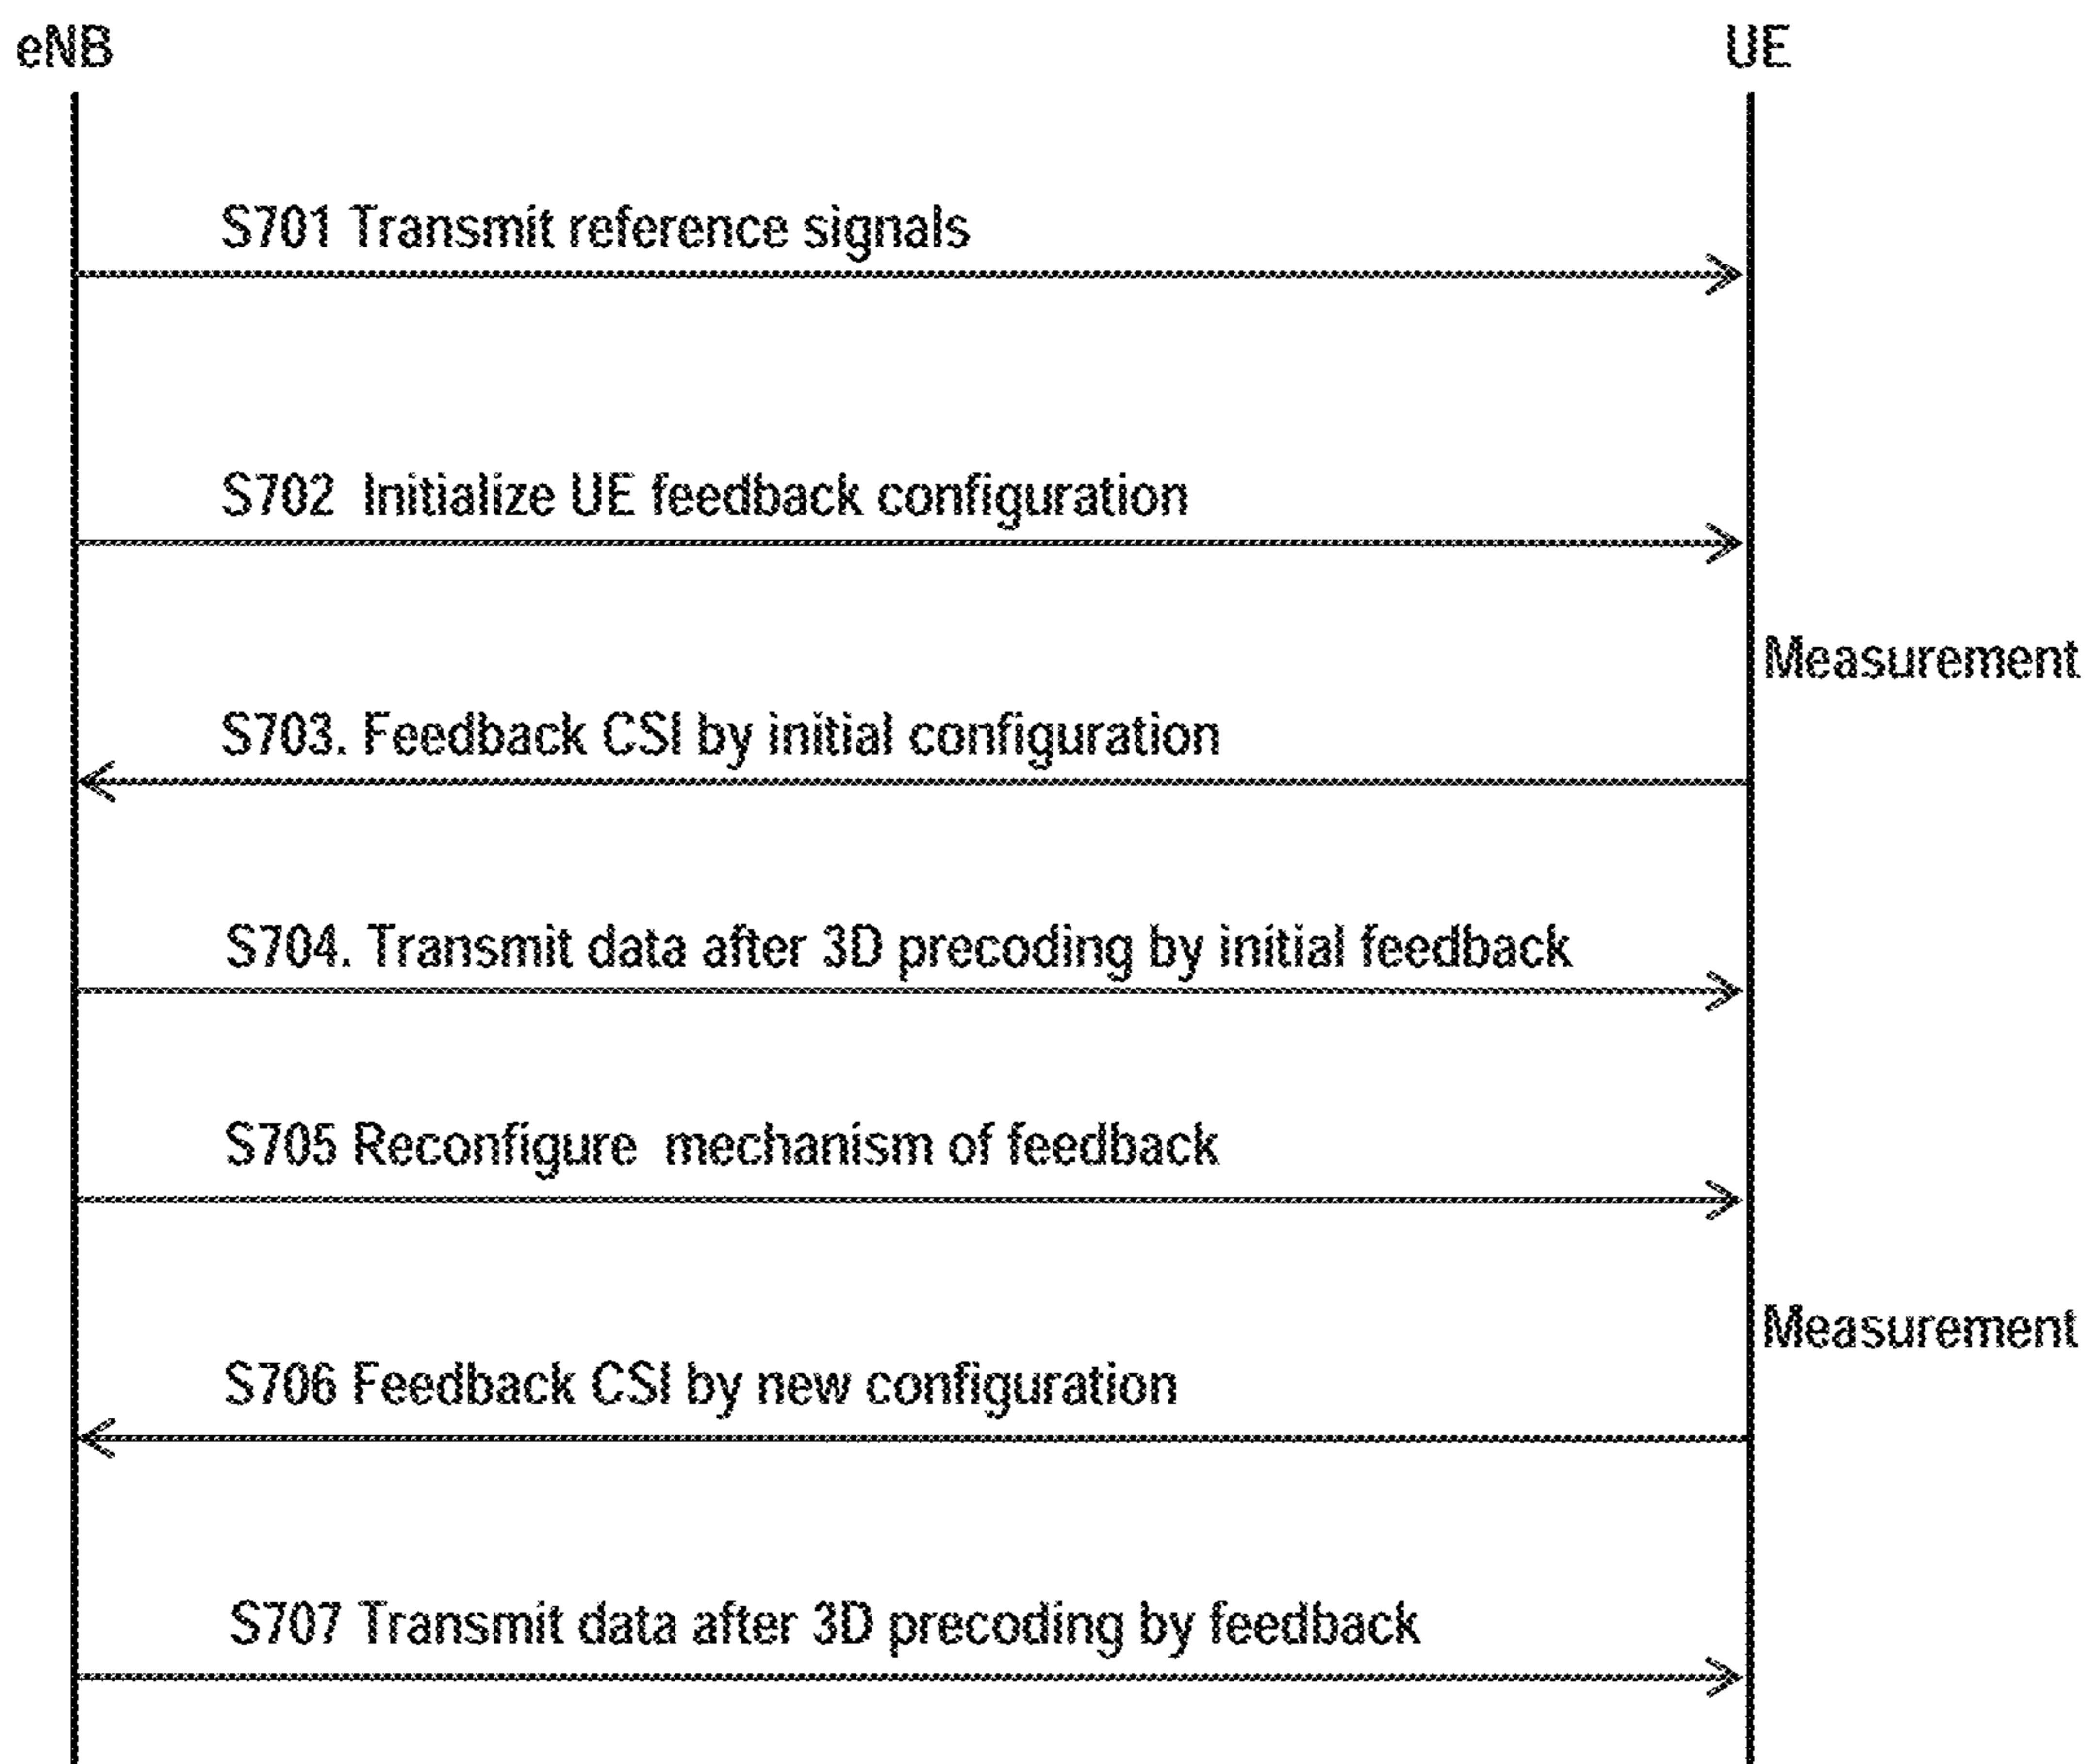 eNB
UE
S701 Transmit reference signals
S702 Initialize UE feedback configuration
Measurement
S703. Feedback CSI by initial configuration
S704. Transmit data after 3D precoding by initial feedback
S705 Reconfigure mechanism of feedback
Measurement
S706 Feedback CSI by new configuration
S707 Transmit data after 3D precoding by feedback